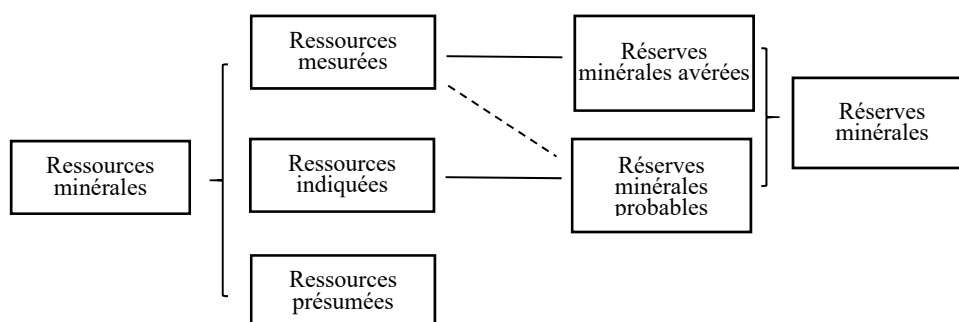 Ressources
minérales
Ressources
mesurées
Ressources
indiquées
Ressources
présumées
Réserves
minérales avérées
Réserves
minérales
probables
Réserves
minérales